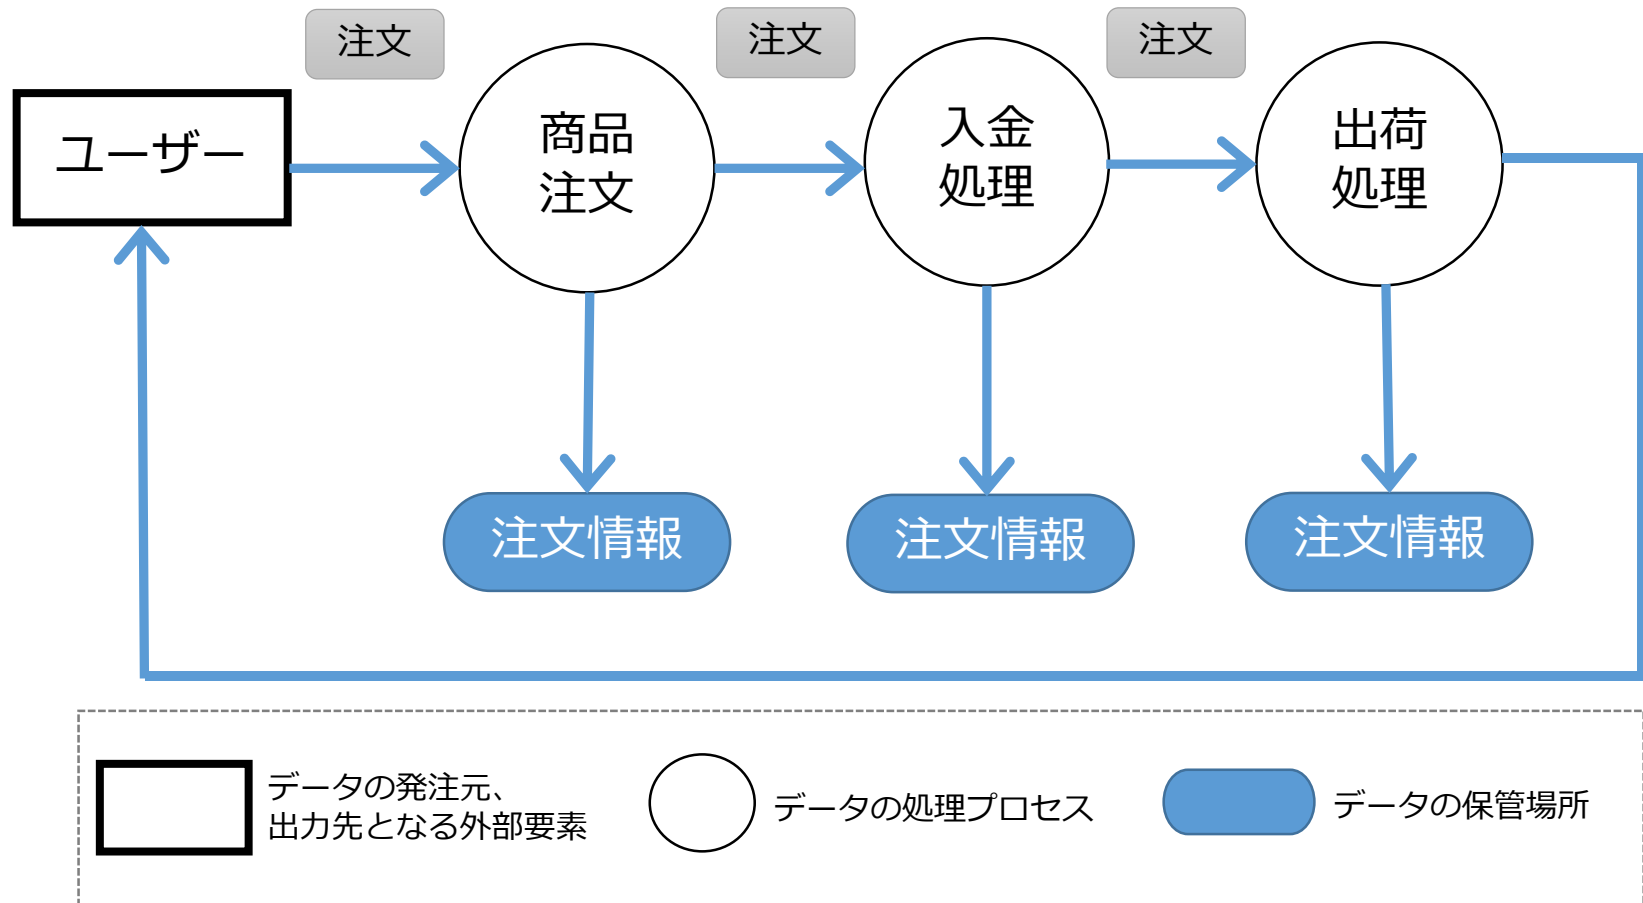 注文
注文
注文
ユーザー
商品
注文
入金
処理
出荷
処理
注文情報
注文情報
注文情報
データの発注元、
出力先となる外部要素
データの処理プロセス
データの保管場所